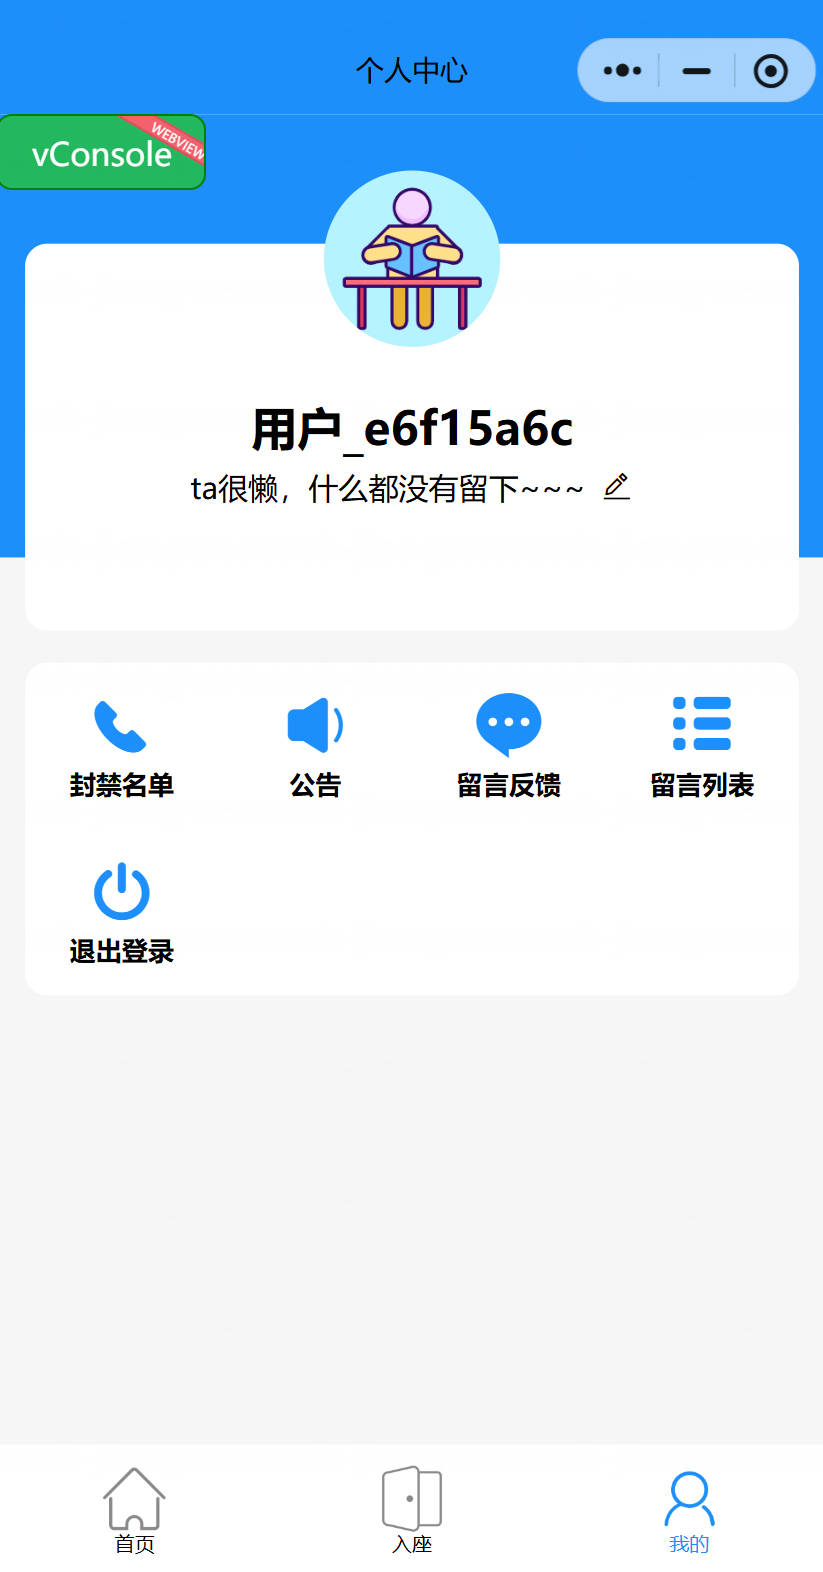 个人中心
vConsole
WEBVIEW
用户_e6f15a6c
ta很懒，什么都没有留下~~~
封禁名单
公告
留言反馈
留言列表
退出登录
首页
入座
我的